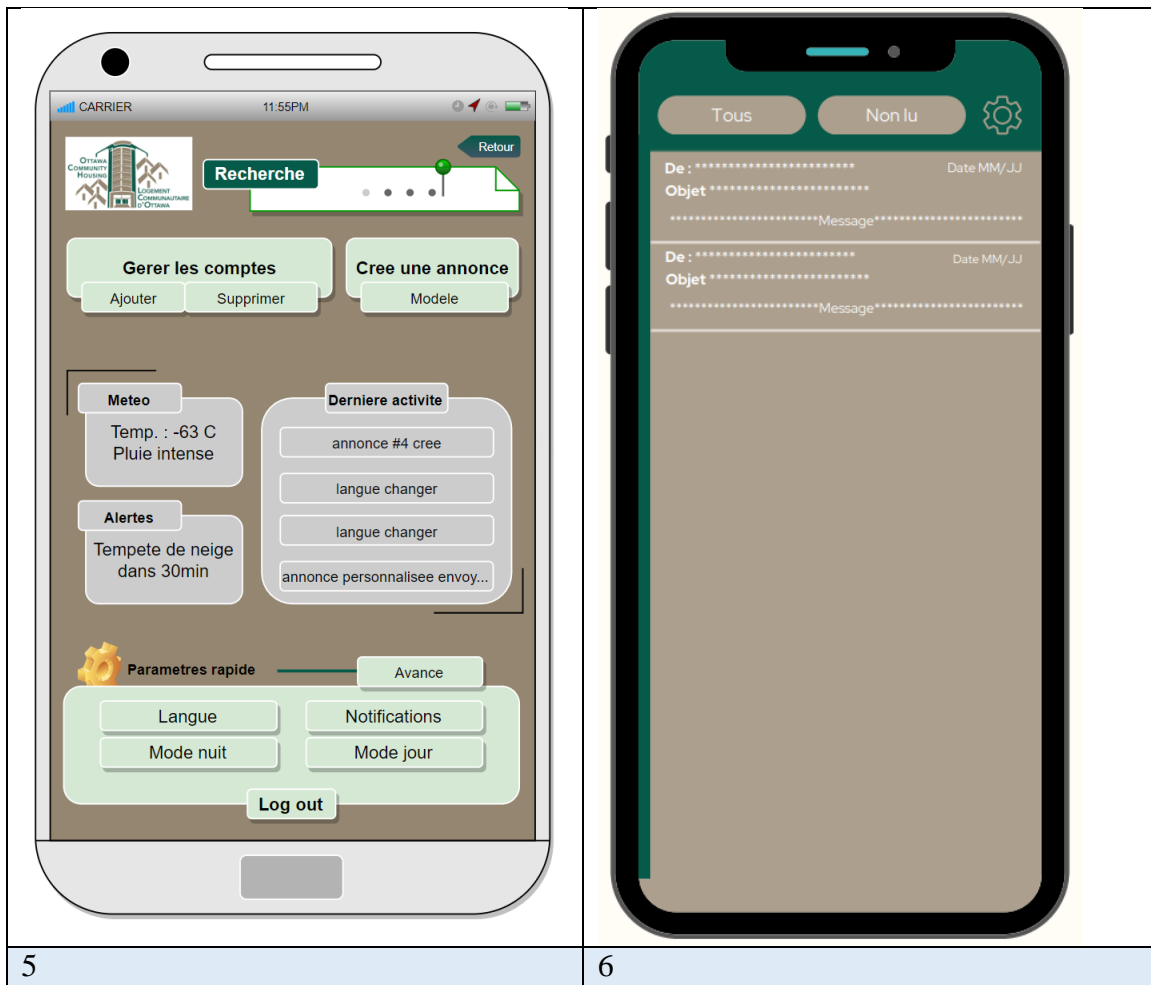 CARRIER 11:55PM
Retour
OTTAWA
COMMUNITY
HOUSING
LOGEMENT
COMMUNAUTAIRE
D'OTTAWA
Recherche
Gerer les comptes
Ajouter Supprimer
Cree une annonce
Modele
Meteo
Temp. : -63 C
Pluie intense
Alertes
Tempete de neige
dans 30min
Derniere activite
annonce #4 cree
langue changer
langue changer
annonce personnalisee envoy...
Parametres rapide
Avance
Langue Notifications
Mode nuit Mode jour
Log out
5
Tous Non lu
De : ************************ Date MM/JJ
Objet ************************
**********************Message**********************
De : ************************ Date MM/JJ
Objet ************************
**********************Message**********************
6